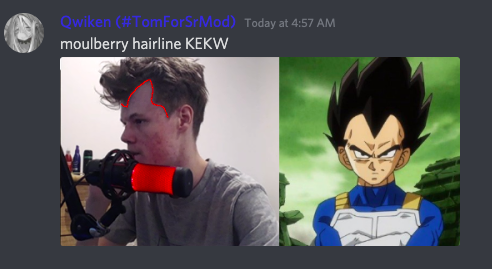 Qwiken (#TomForSrMod) Today at 4:57 AM
moulberry hairline KEKW